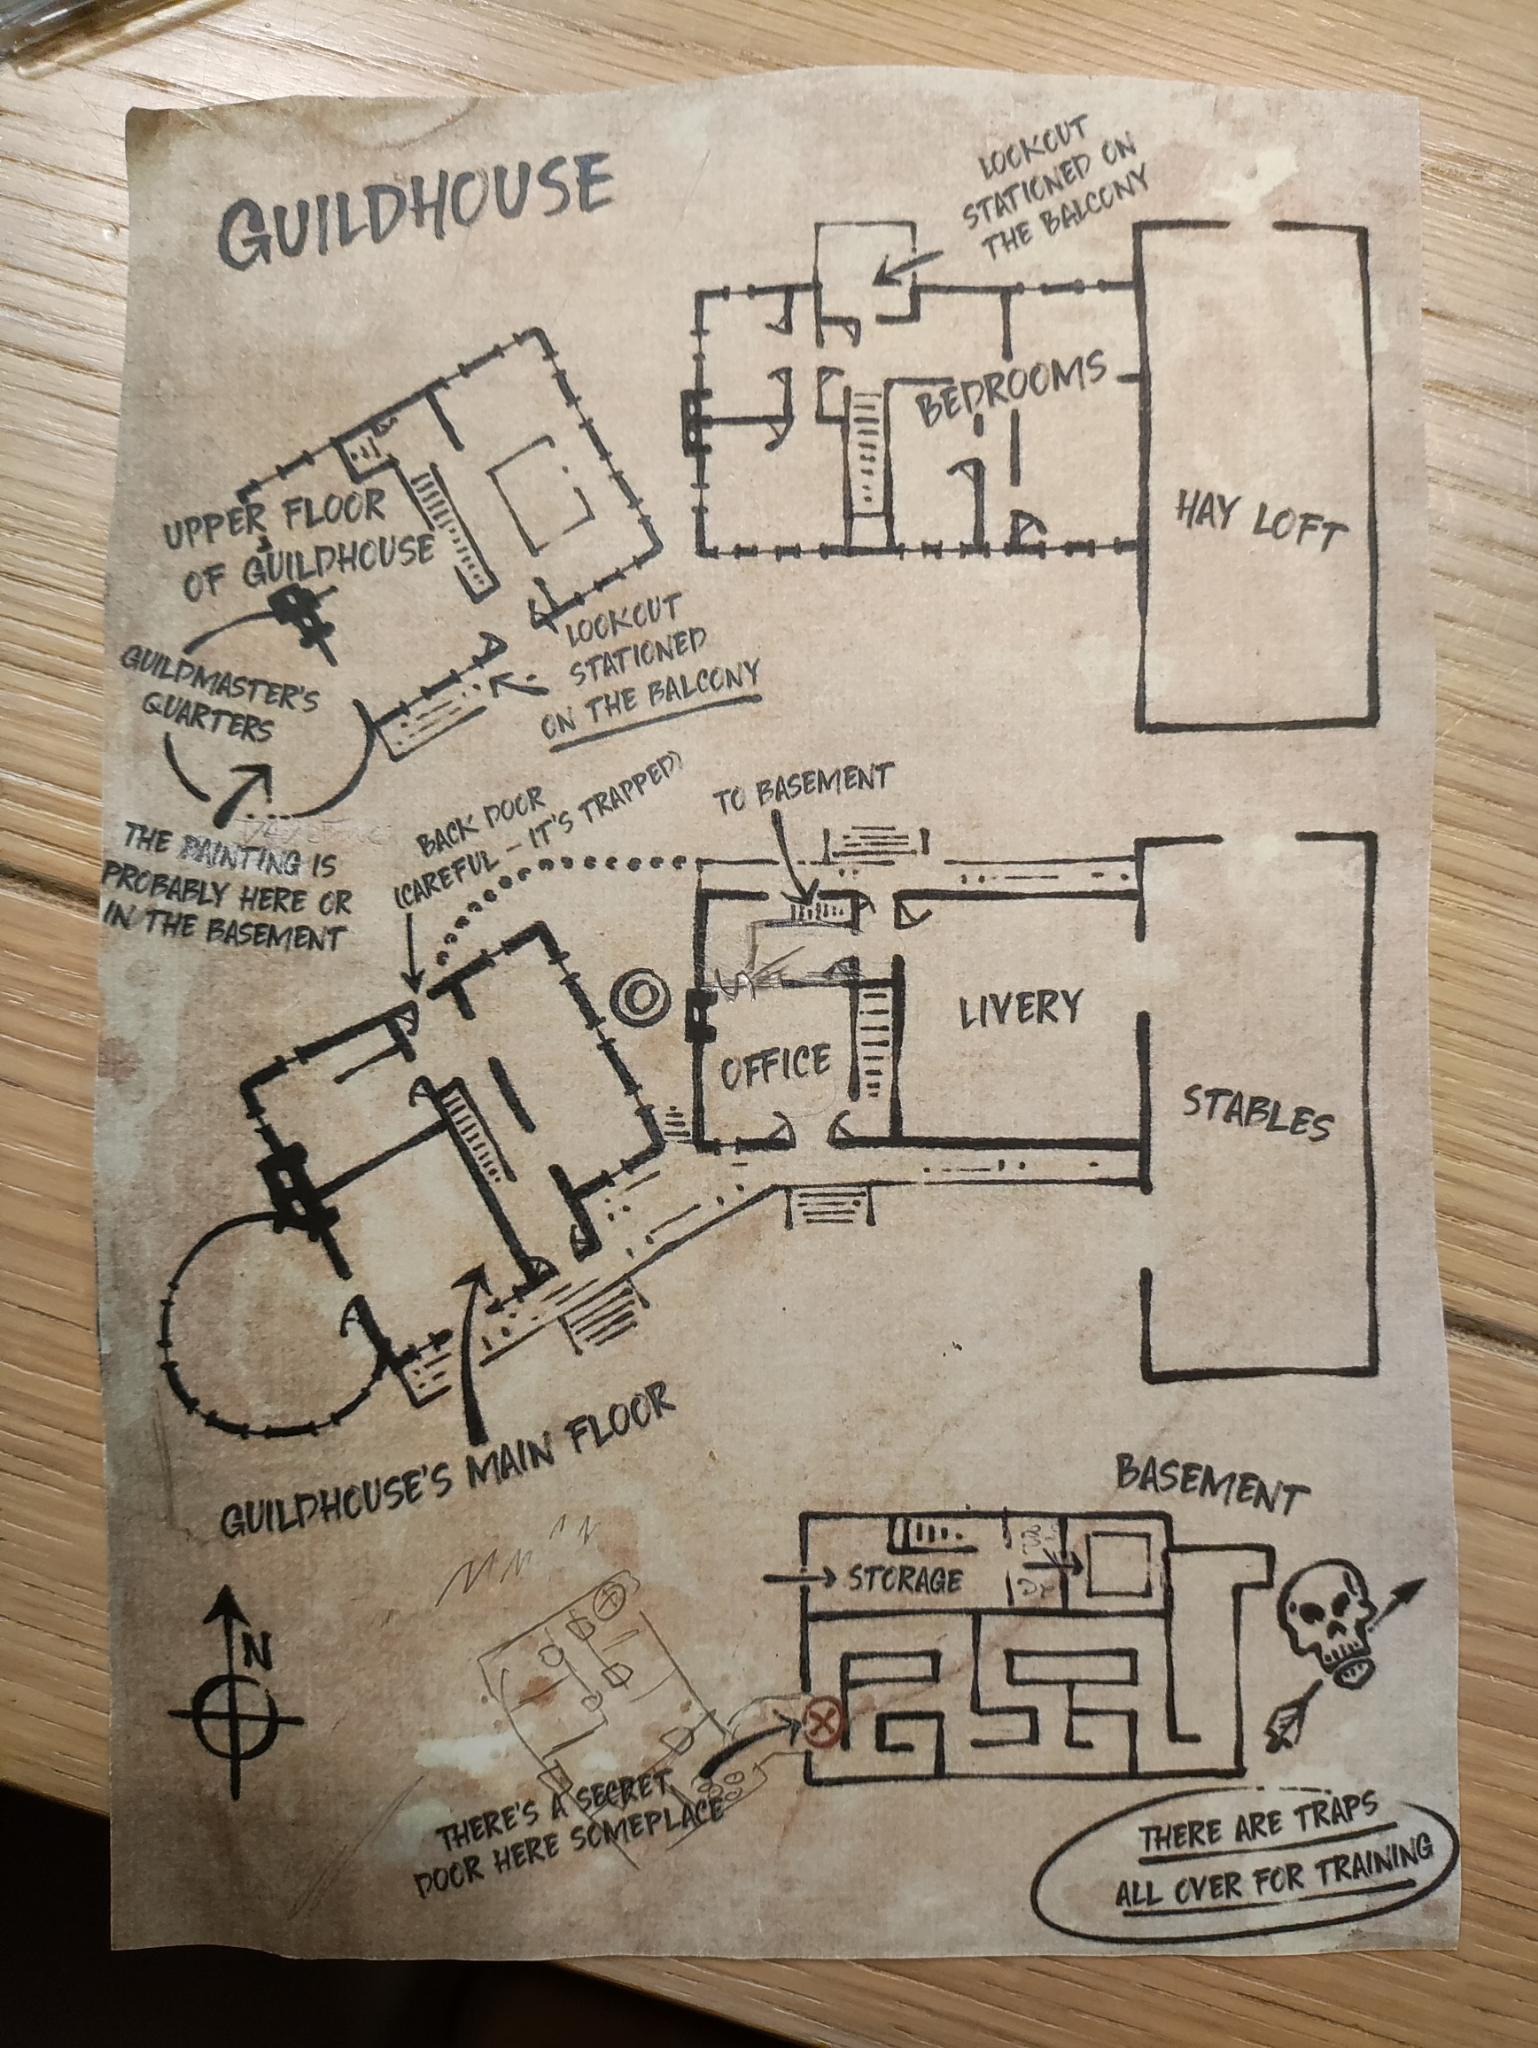 GUILDHOUSE
LOOKOUT
STATIONED ON
THE BALCONY
BEDROOMS
HAY LOFT
UPPER FLOOR
OF GUILDHOUSE
LOOKOUT
STATIONED
ON THE BALCONY
GUILDMASTER'S
QUARTERS
THE PAINTING IS
PROBABLY HERE OR
IN THE BASEMENT
BACK DOOR
(CAREFUL - IT'S TRAPPED)
TO BASEMENT
OFFICE
LIVERY
STABLES
GUILDHOUSE'S MAIN FLOOR
BASEMENT
STORAGE
N
THERE'S A SECRET
DOOR HERE SOMEPLACE
THERE ARE TRAPS
ALL OVER FOR TRAINING